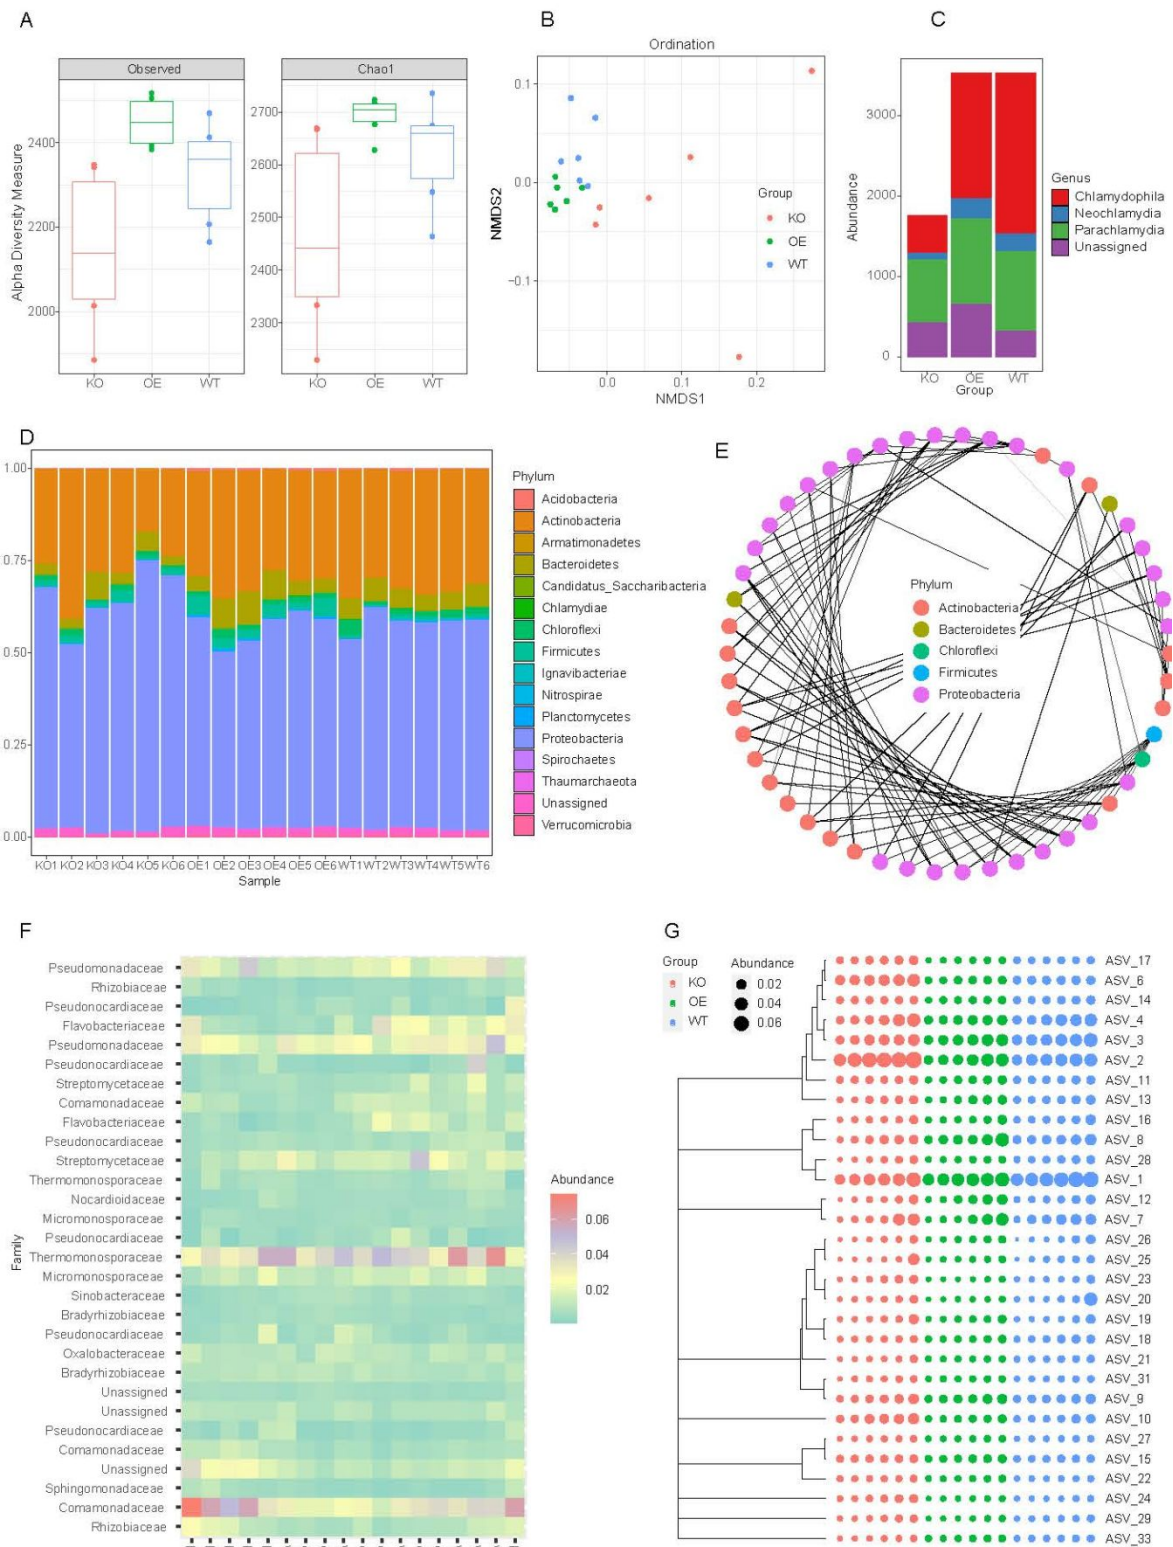 A
Observed
Chao1
Alpha Diversity Measure
2400
2200
2000
2700
2600
2500
2400
2300
KO OE WT
KO OE WT
B
Ordination
NMDS2
0.1
0.0
−0.1
0.0 0.1 0.2
NMDS1
Group
KO
OE
WT
C
Abundance
3000
2000
1000
0
KO OE WT
Group
Genus
Chlamydophila
Neochlamydia
Parachlamydia
Unassigned
D
1.00
0.75
0.50
0.25
0.00
KO1 KO2 KO3 KO4 KO5 KO6 OE1 OE2 OE3 OE4 OE5 OE6 WT1 WT2 WT3 WT4 WT5 WT6
Sample
Phylum
Acidobacteria
Actinobacteria
Armatimonadetes
Bacteroidetes
Candidatus_Saccharibacteria
Chlamydiae
Chloroflexi
Firmicutes
Ignavibacteriae
Nitrospirae
Planctomycetes
Proteobacteria
Spirochaetes
Thaumarchaeota
Unassigned
Verrucomicrobia
E
Phylum
Actinobacteria
Bacteroidetes
Chloroflexi
Firmicutes
Proteobacteria
F
Family
Pseudomonadaceae
Rhizobiaceae
Pseudonocardiaceae
Flavobacteriaceae
Pseudomonadaceae
Pseudonocardiaceae
Streptomycetaceae
Comamonadaceae
Flavobacteriaceae
Pseudonocardiaceae
Streptomycetaceae
Thermomonosporaceae
Nocardioidaceae
Micromonosporaceae
Pseudonocardiaceae
Thermomonosporaceae
Micromonosporaceae
Sinobacteraceae
Bradyrhizobiaceae
Pseudonocardiaceae
Oxalobacteraceae
Bradyrhizobiaceae
Unassigned
Unassigned
Pseudonocardiaceae
Comamonadaceae
Unassigned
Sphingomonadaceae
Comamonadaceae
Rhizobiaceae
Abundance
0.06
0.04
0.02
G
Group
KO
OE
WT
Abundance
0.02
0.04
0.06
ASV_17
ASV_6
ASV_14
ASV_4
ASV_3
ASV_2
ASV_11
ASV_13
ASV_16
ASV_8
ASV_28
ASV_1
ASV_12
ASV_7
ASV_26
ASV_25
ASV_23
ASV_20
ASV_19
ASV_18
ASV_21
ASV_31
ASV_9
ASV_10
ASV_27
ASV_15
ASV_22
ASV_24
ASV_29
ASV_33